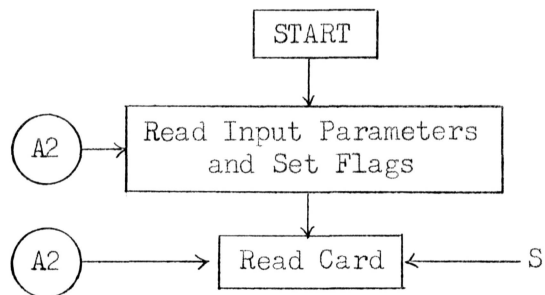 START
A2
Read Input Parameters
and Set Flags
A2
Read Card
S